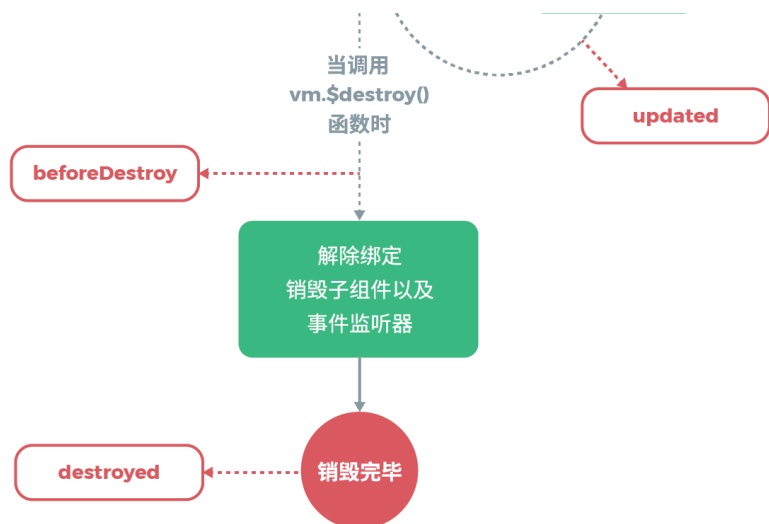 当调用
vm.$destroy()
函数时
updated
beforeDestroy
解除绑定
销毁子组件以及
事件监听器
销毁完毕
destroyed